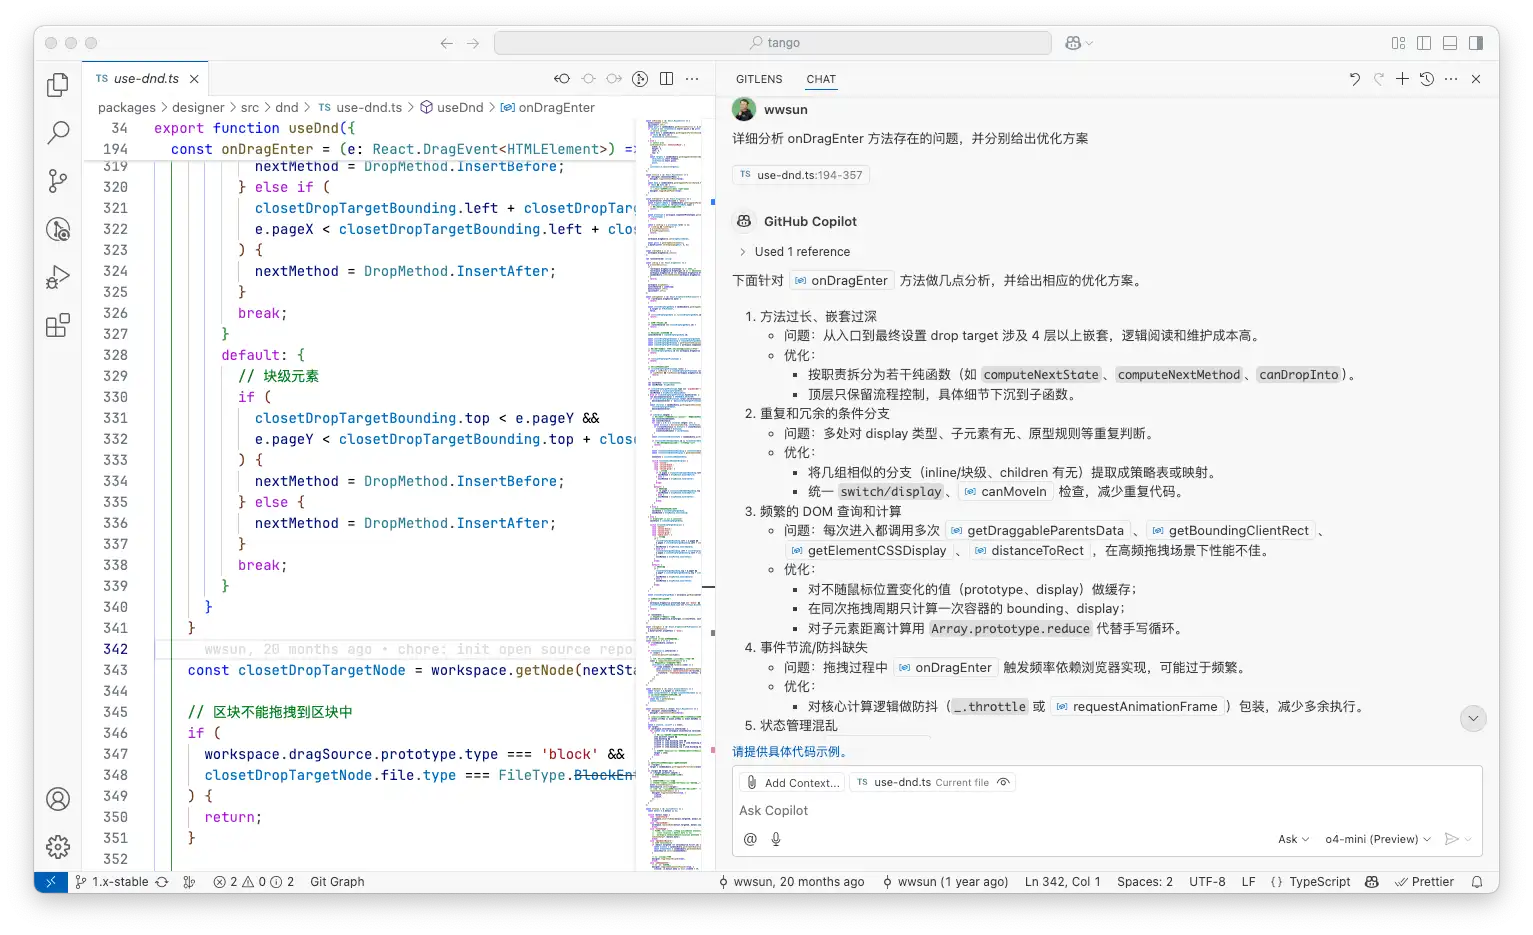 tango
TS use-dnd.ts
packages > designer > src > dnd > TS use-dnd.ts > useDnd > onDragEnter
34 export function useDnd({
194 const onDragEnter = (e: React.DragEvent<HTMLElement>) =>
319 nextMethod = DropMethod.InsertBefore;
320 } else if (
321 closetDropTargetBounding.left + closetDropTarg
322 e.pageX < closetDropTargetBounding.left + clos
323 ) {
324 nextMethod = DropMethod.InsertAfter;
325 }
326 break;
327 }
328 default: {
329 // 块级元素
330 if (
331 closetDropTargetBounding.top < e.pageY &&
332 e.pageY < closetDropTargetBounding.top + close
333 ) {
334 nextMethod = DropMethod.InsertBefore;
335 } else {
336 nextMethod = DropMethod.InsertAfter;
337 }
338 break;
339 }
340 }
341 }
342 wwsun, 20 months ago • chore: init open source repo
343 const closetDropTargetNode = workspace.getNode(nextSta
344
345 // 区块不能拖拽到区块中
346 if (
347 workspace.dragSource.prototype.type === 'block' &&
348 closetDropTargetNode.file.type === FileType.BlockEnt
349 ) {
350 return;
351 }
352
GITLENS CHAT
wwsun
详细分析 onDragEnter 方法存在的问题，并分别给出优化方案
TS use-dnd.ts:194-357
GitHub Copilot
> Used 1 reference
下面针对 onDragEnter 方法做几点分析，并给出相应的优化方案。
1. 方法过长、嵌套过深
问题：从入口到最终设置 drop target 涉及 4 层以上嵌套，逻辑阅读和维护成本高。
优化：
按职责拆分为若干纯函数（如 computeNextState、computeNextMethod、canDropInto）。
顶层只保留流程控制，具体细节下沉到子函数。
2. 重复和冗余的条件分支
问题：多处对 display 类型、子元素有无、原型规则等重复判断。
优化：
将几组相似的分支（inline/块级、children 有无）提取成策略表或映射。
统一 switch/display、 canMoveIn 检查，减少重复代码。
3. 频繁的 DOM 查询和计算
问题：每次进入都调用多次 getDraggableParentsData 、 getBoundingClientRect 、
getElementCSSDisplay 、 distanceToRect ，在高频拖拽场景下性能不佳。
优化：
对不随鼠标位置变化的值（prototype、display）做缓存；
在同次拖拽周期只计算一次容器的 bounding、display；
对子元素距离计算用 Array.prototype.reduce 代替手写循环。
4. 事件节流/防抖缺失
问题：拖拽过程中 onDragEnter 触发频率依赖浏览器实现，可能过于频繁。
优化：
对核心计算逻辑做防抖（_.throttle 或 requestAnimationFrame ）包装，减少多余执行。
5. 状态管理混乱
请提供具体代码示例。
Add Context... TS use-dnd.ts Current file
Ask Copilot
@ Ask o4-mini (Preview)
1.x-stable 2 0 2 Git Graph wwsun, 20 months ago wwsun (1 year ago) Ln 342, Col 1 Spaces: 2 UTF-8 LF {} TypeScript Prettier